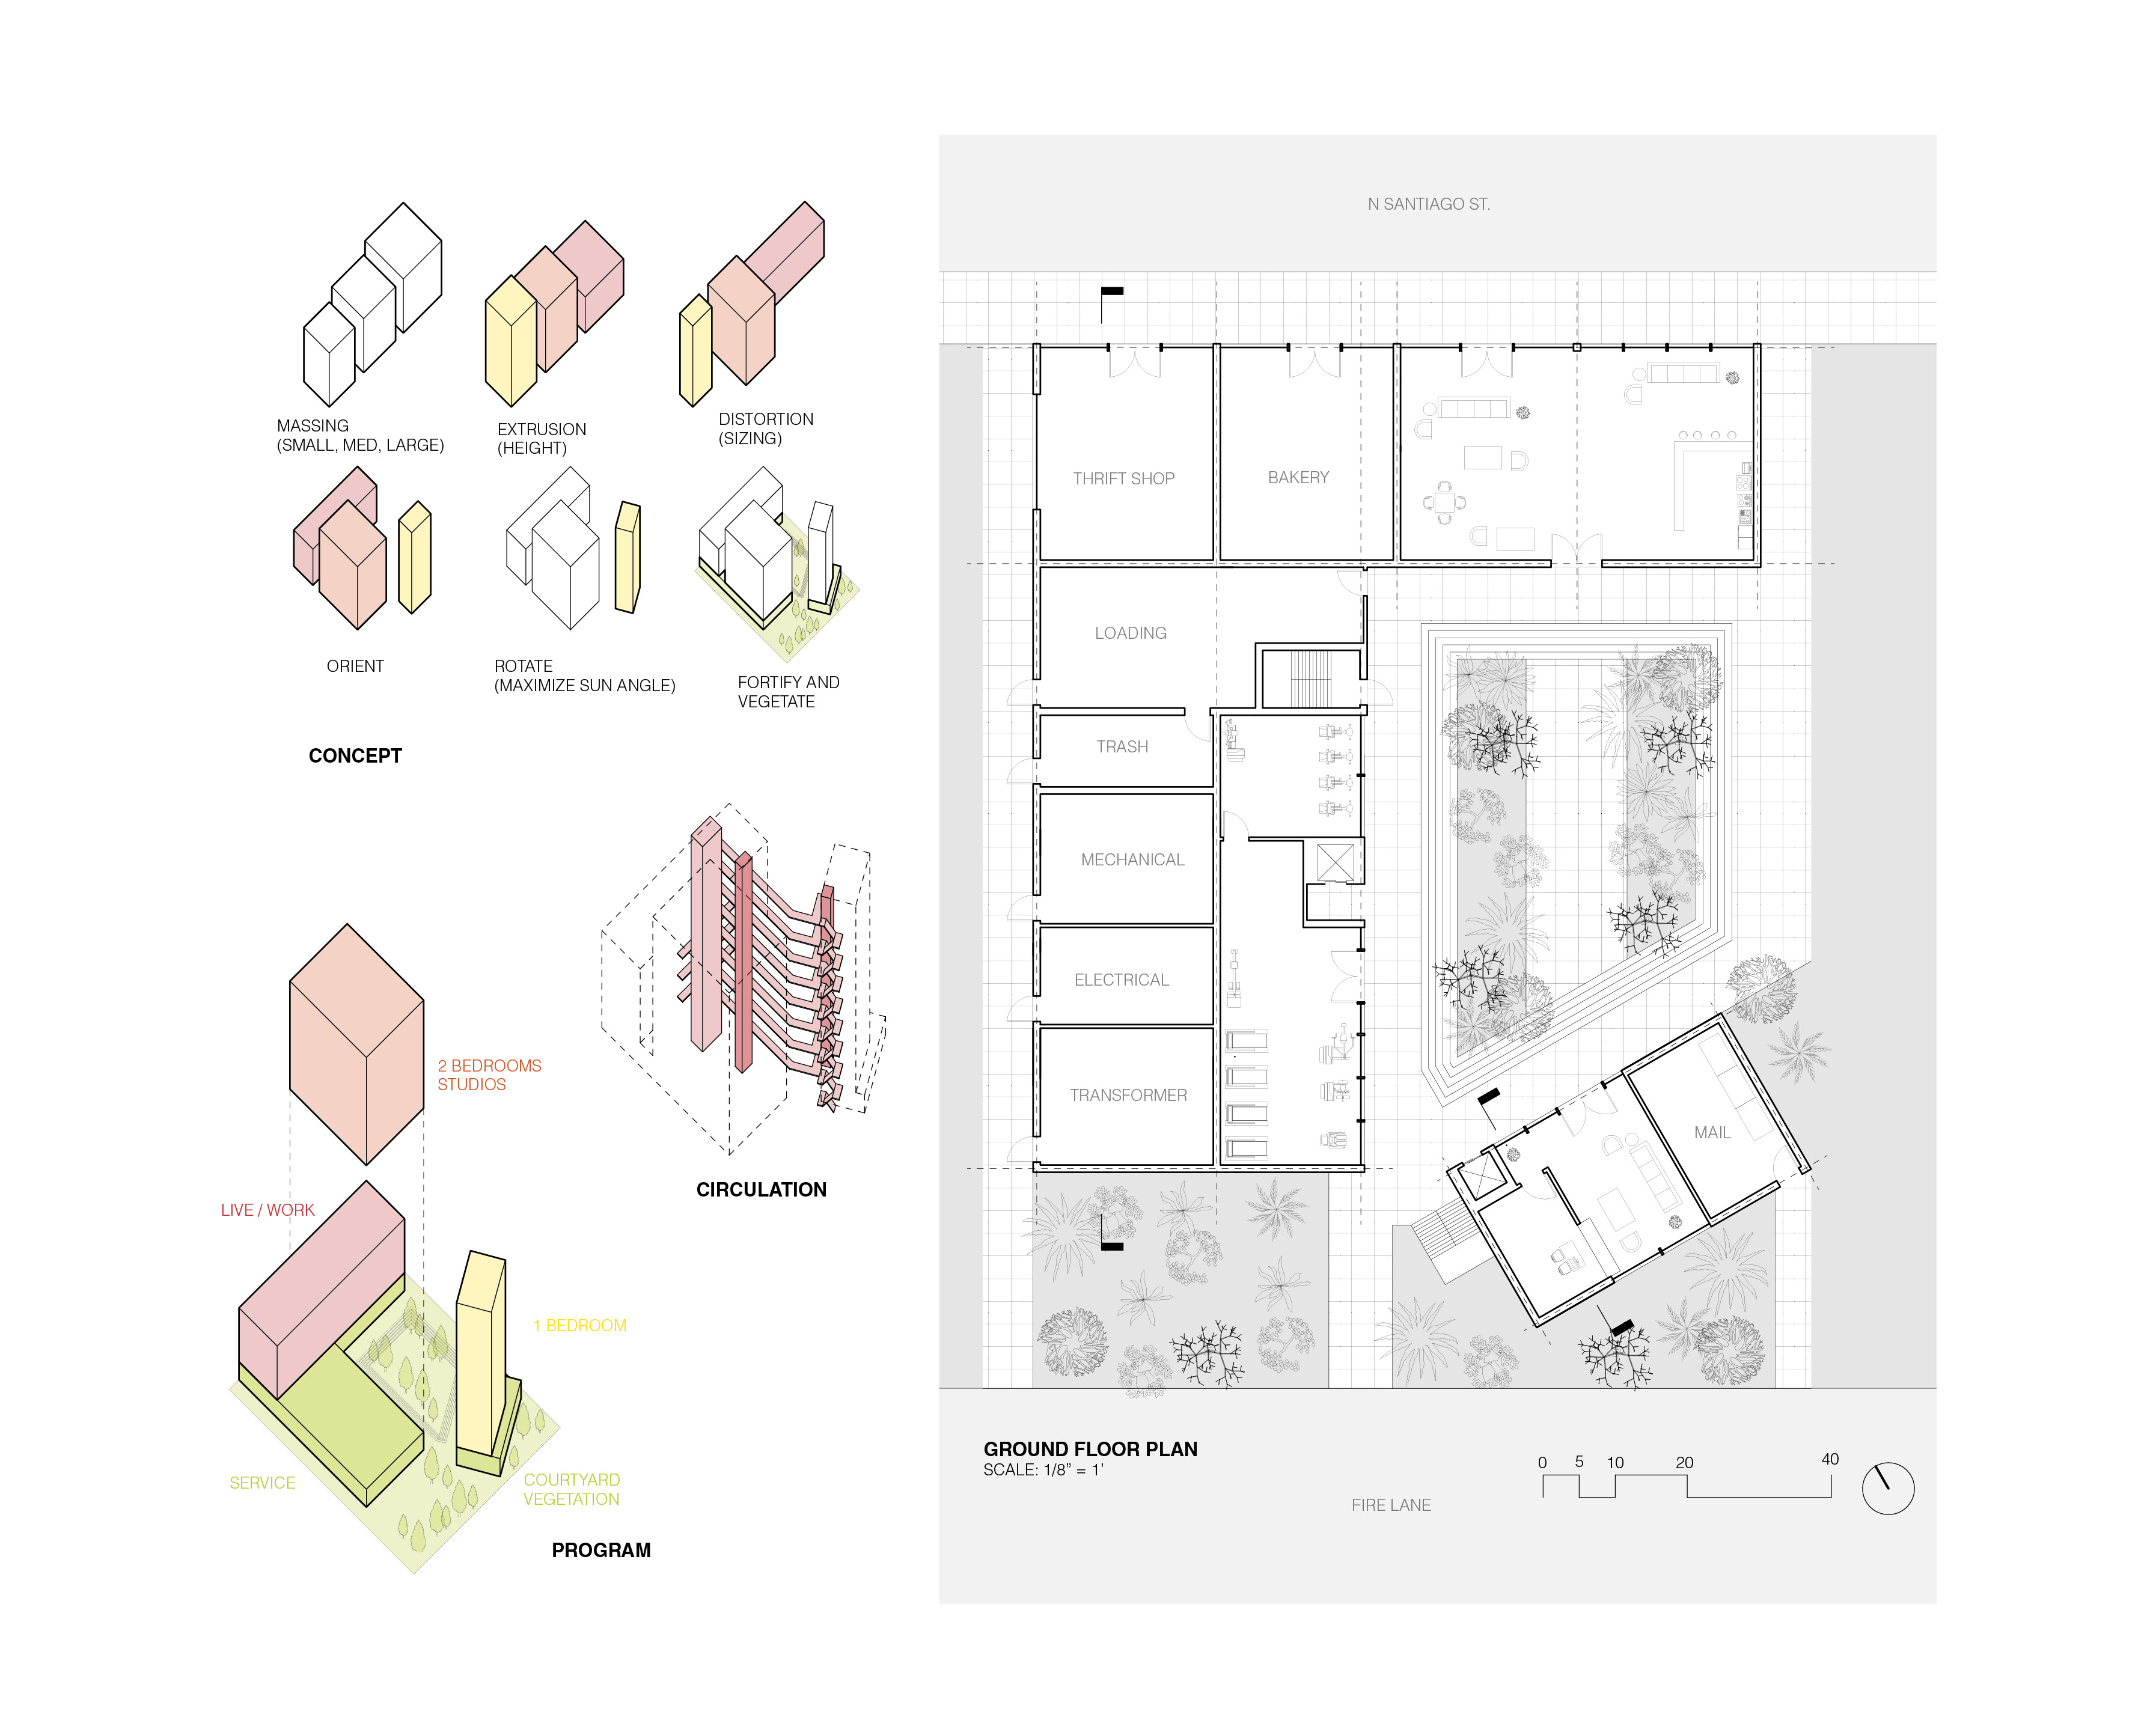 MASSING
(SMALL, MED, LARGE)
EXTRUSION
(HEIGHT)
DISTORTION
(SIZING)
ORIENT
ROTATE
(MAXIMIZE SUN ANGLE)
FORTIFY AND
VEGETATE
CONCEPT
2 BEDROOMS
STUDIOS
LIVE / WORK
1 BEDROOM
SERVICE
COURTYARD
VEGETATION
PROGRAM
CIRCULATION
N SANTIAGO ST.
THRIFT SHOP
BAKERY
LOADING
TRASH
MECHANICAL
ELECTRICAL
TRANSFORMER
MAIL
GROUND FLOOR PLAN
SCALE: 1/8” = 1’
FIRE LANE
0 5 10 20 40